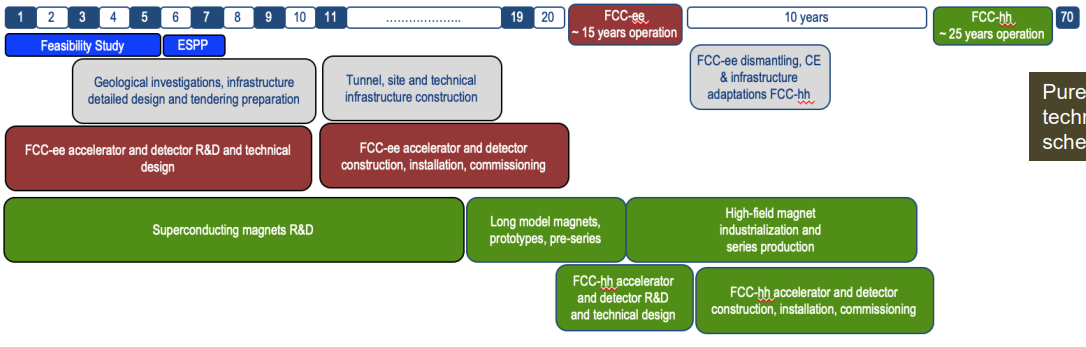 1 2 3 4 5 6 7 8 9 10 11 ..................... 19 20
FCC-ee
~ 15 years operation
10 years
FCC-hh
~ 25 years operation
70
Feasibility Study
ESPP
Geological investigations, infrastructure
detailed design and tendering preparation
Tunnel, site and technical
infrastructure construction
FCC-ee dismantling, CE
& infrastructure
adaptations FCC-hh
Pure
techn
sche
FCC-ee accelerator and detector R&D and technical
design
FCC-ee accelerator and detector
construction, installation, commissioning
Superconducting magnets R&D
Long model magnets,
prototypes, pre-series
High-field magnet
industrialization and
series production
FCC-hh accelerator
and detector R&D
and technical design
FCC-hh accelerator and detector
construction, installation, commissioning